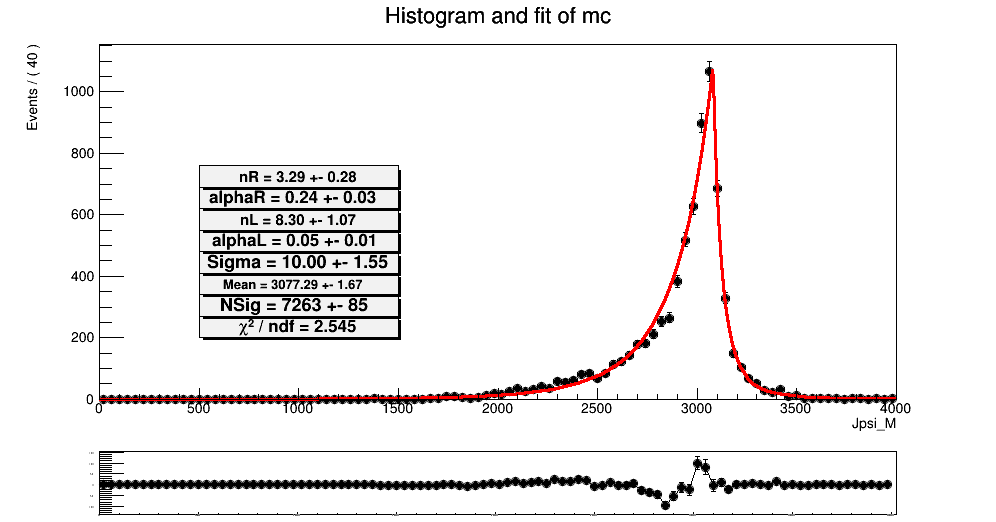 Histogram and fit of mc
Events / ( 40 )
1000
800
600
400
200
0
nR = 3.29 +- 0.28
alphaR = 0.24 +- 0.03
nL = 8.30 +- 1.07
alphaL = 0.05 +- 0.01
Sigma = 10.00 +- 1.55
Mean = 3077.29 +- 1.67
NSig = 7263 +- 85
χ² / ndf = 2.545
0 500 1000 1500 2000 2500 3000 3500 4000
Jpsi_M